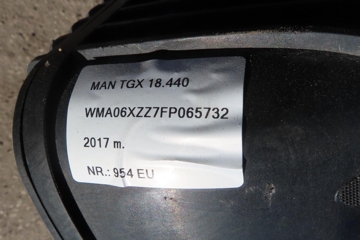 MAN TGX 18.440
WMA06XZZ7FP065732
2017 m.
NR.: 954 EU